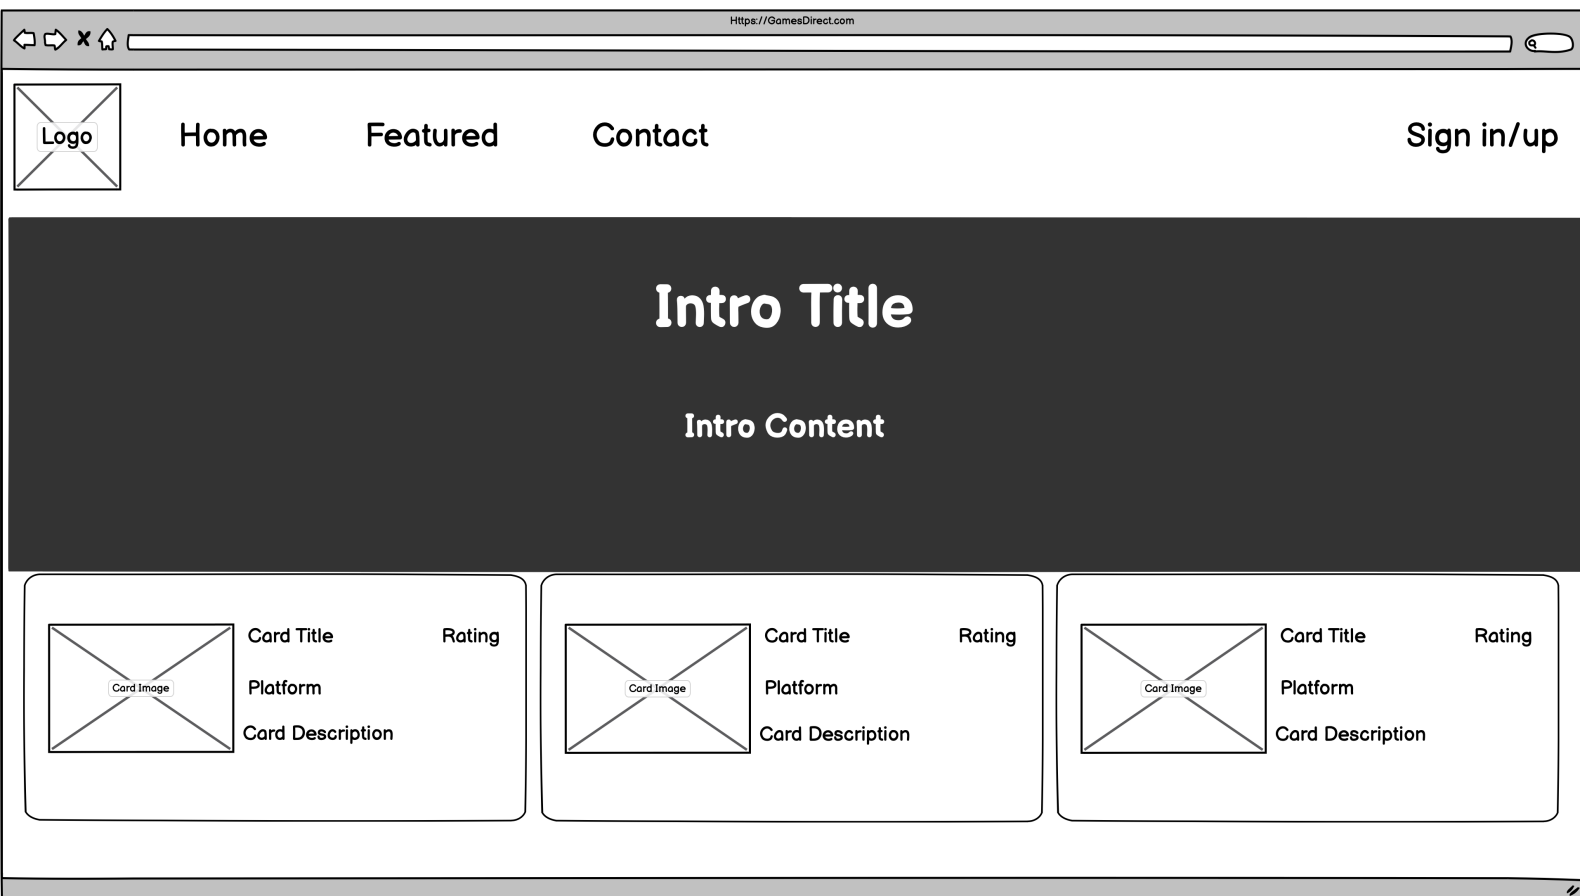 Https://GamesDirect.com
Logo
Home Featured Contact Sign in/up
Intro Title
Intro Content
Card Title Rating
Card Image
Platform
Card Description
Card Title Rating
Card Image
Platform
Card Description
Card Title Rating
Card Image
Platform
Card Description